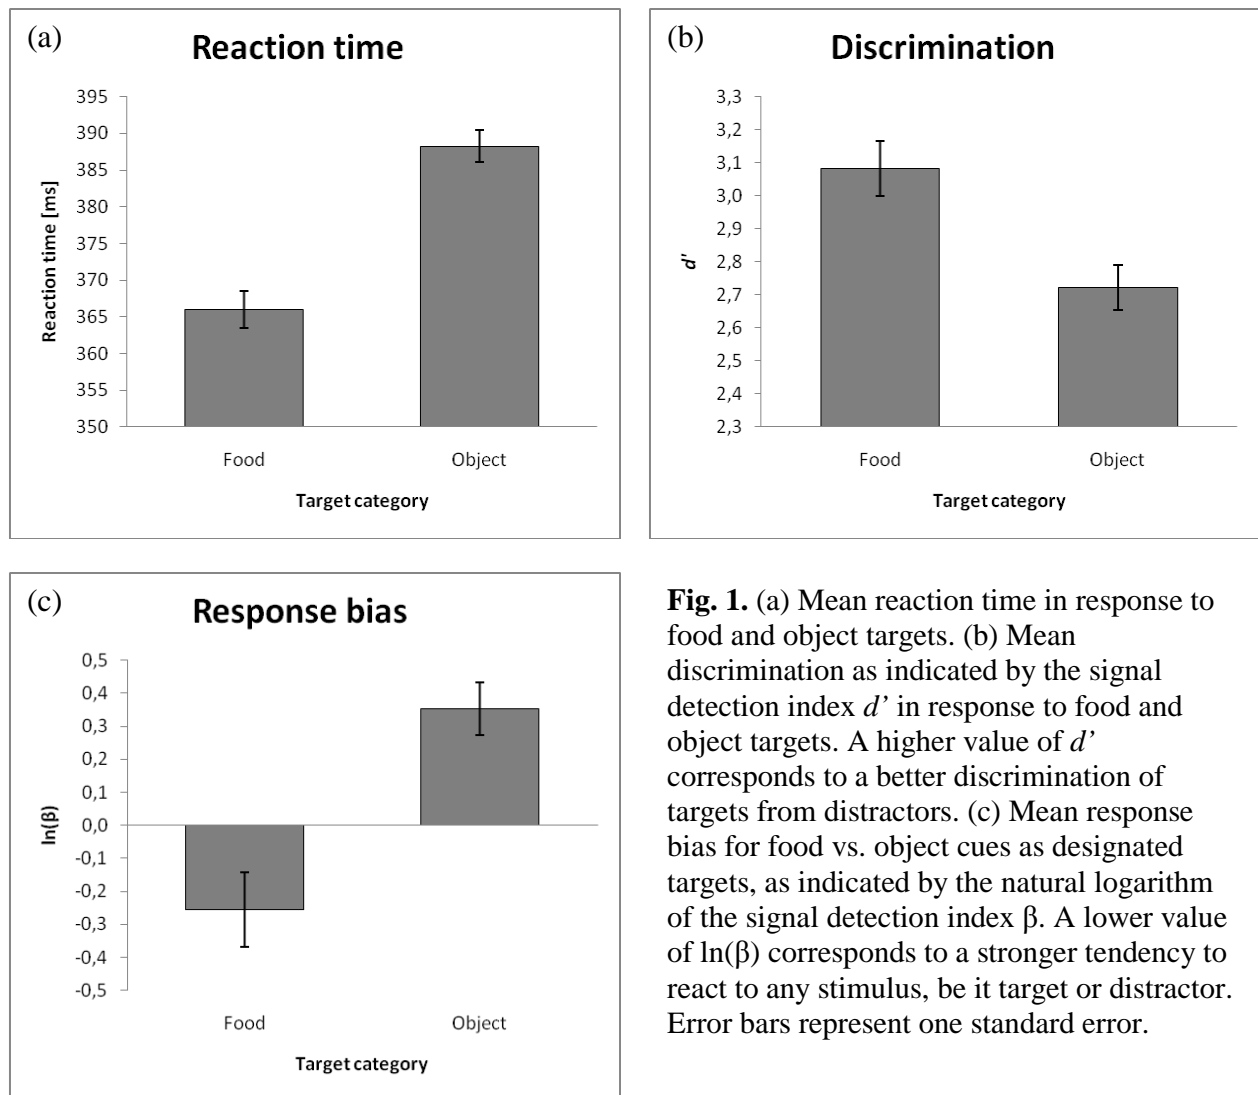 (a)
Reaction time
395
390
385
380
375
370
365
360
355
350
Reaction time [ms]
Food Object
Target category
(b)
Discrimination
3,3
3,2
3,1
3,0
2,9
2,8
2,7
2,6
2,5
2,4
2,3
d'
Food Object
Target category
(c)
Response bias
0,5
0,4
0,3
0,2
0,1
0,0
-0,1
-0,2
-0,3
-0,4
-0,5
ln(β)
Food Object
Target category
Fig. 1. (a) Mean reaction time in response to
food and object targets. (b) Mean
discrimination as indicated by the signal
detection index d’ in response to food and
object targets. A higher value of d’
corresponds to a better discrimination of
targets from distractors. (c) Mean response
bias for food vs. object cues as designated
targets, as indicated by the natural logarithm
of the signal detection index β. A lower value
of ln(β) corresponds to a stronger tendency to
react to any stimulus, be it target or distractor.
Error bars represent one standard error.